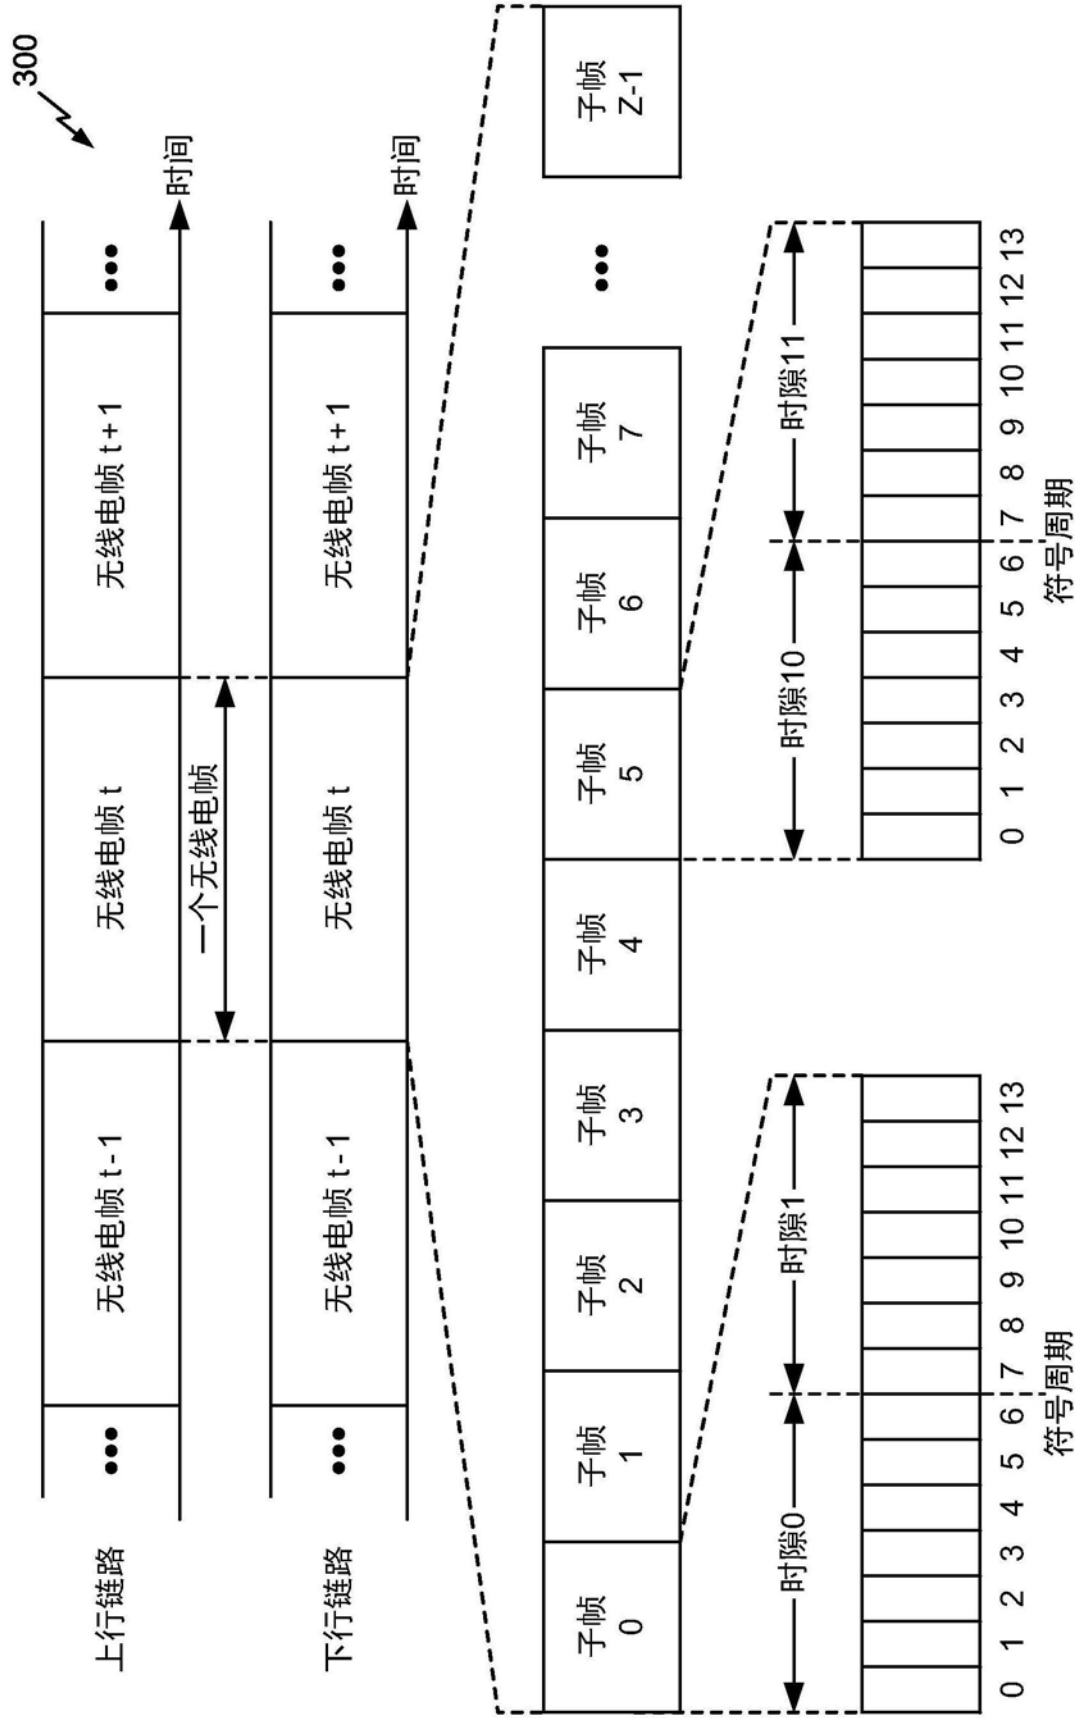 300
上行链路
••• 无线电帧 t - 1 无线电帧 t 无线电帧 t + 1 •••
时间
一个无线电帧
下行链路
••• 无线电帧 t - 1 无线电帧 t 无线电帧 t + 1 •••
时间
子帧 0
子帧 1
子帧 2
子帧 3
子帧 4
子帧 5
子帧 6
子帧 7
•••
子帧 Z-1
时隙0 时隙1
0 1 2 3 4 5 6 7 8 9 10 11 12 13
符号周期
时隙10 时隙11
0 1 2 3 4 5 6 7 8 9 10 11 12 13
符号周期